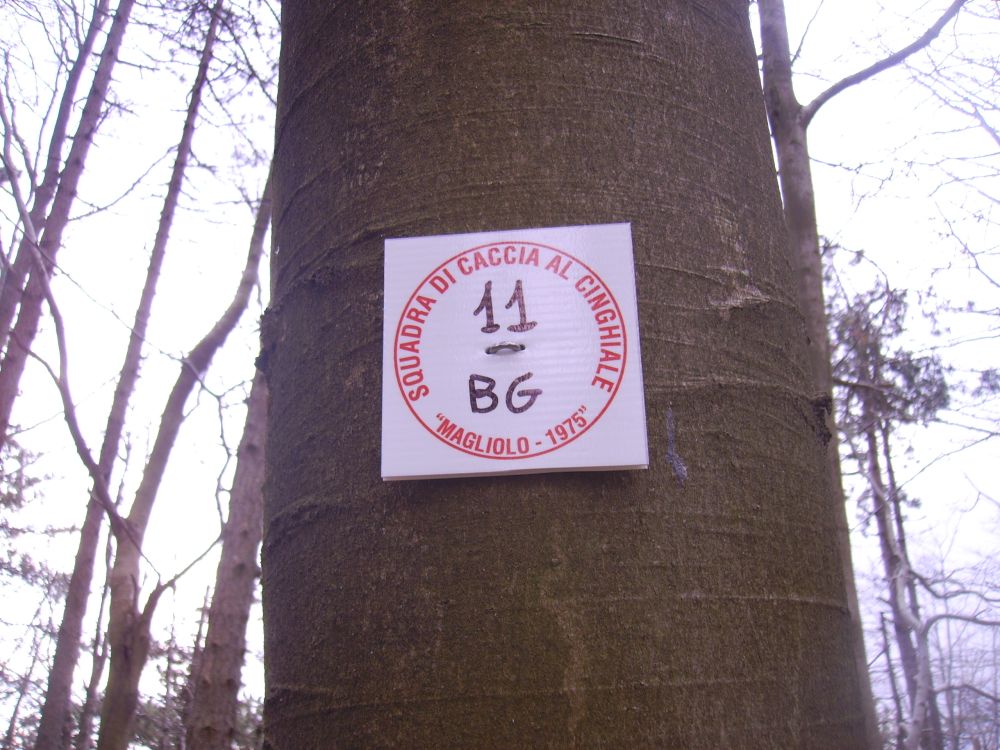 SQUADRA DI CACCIA AL CINGHIALE
11
BG
"MAGLIOLO - 1975"